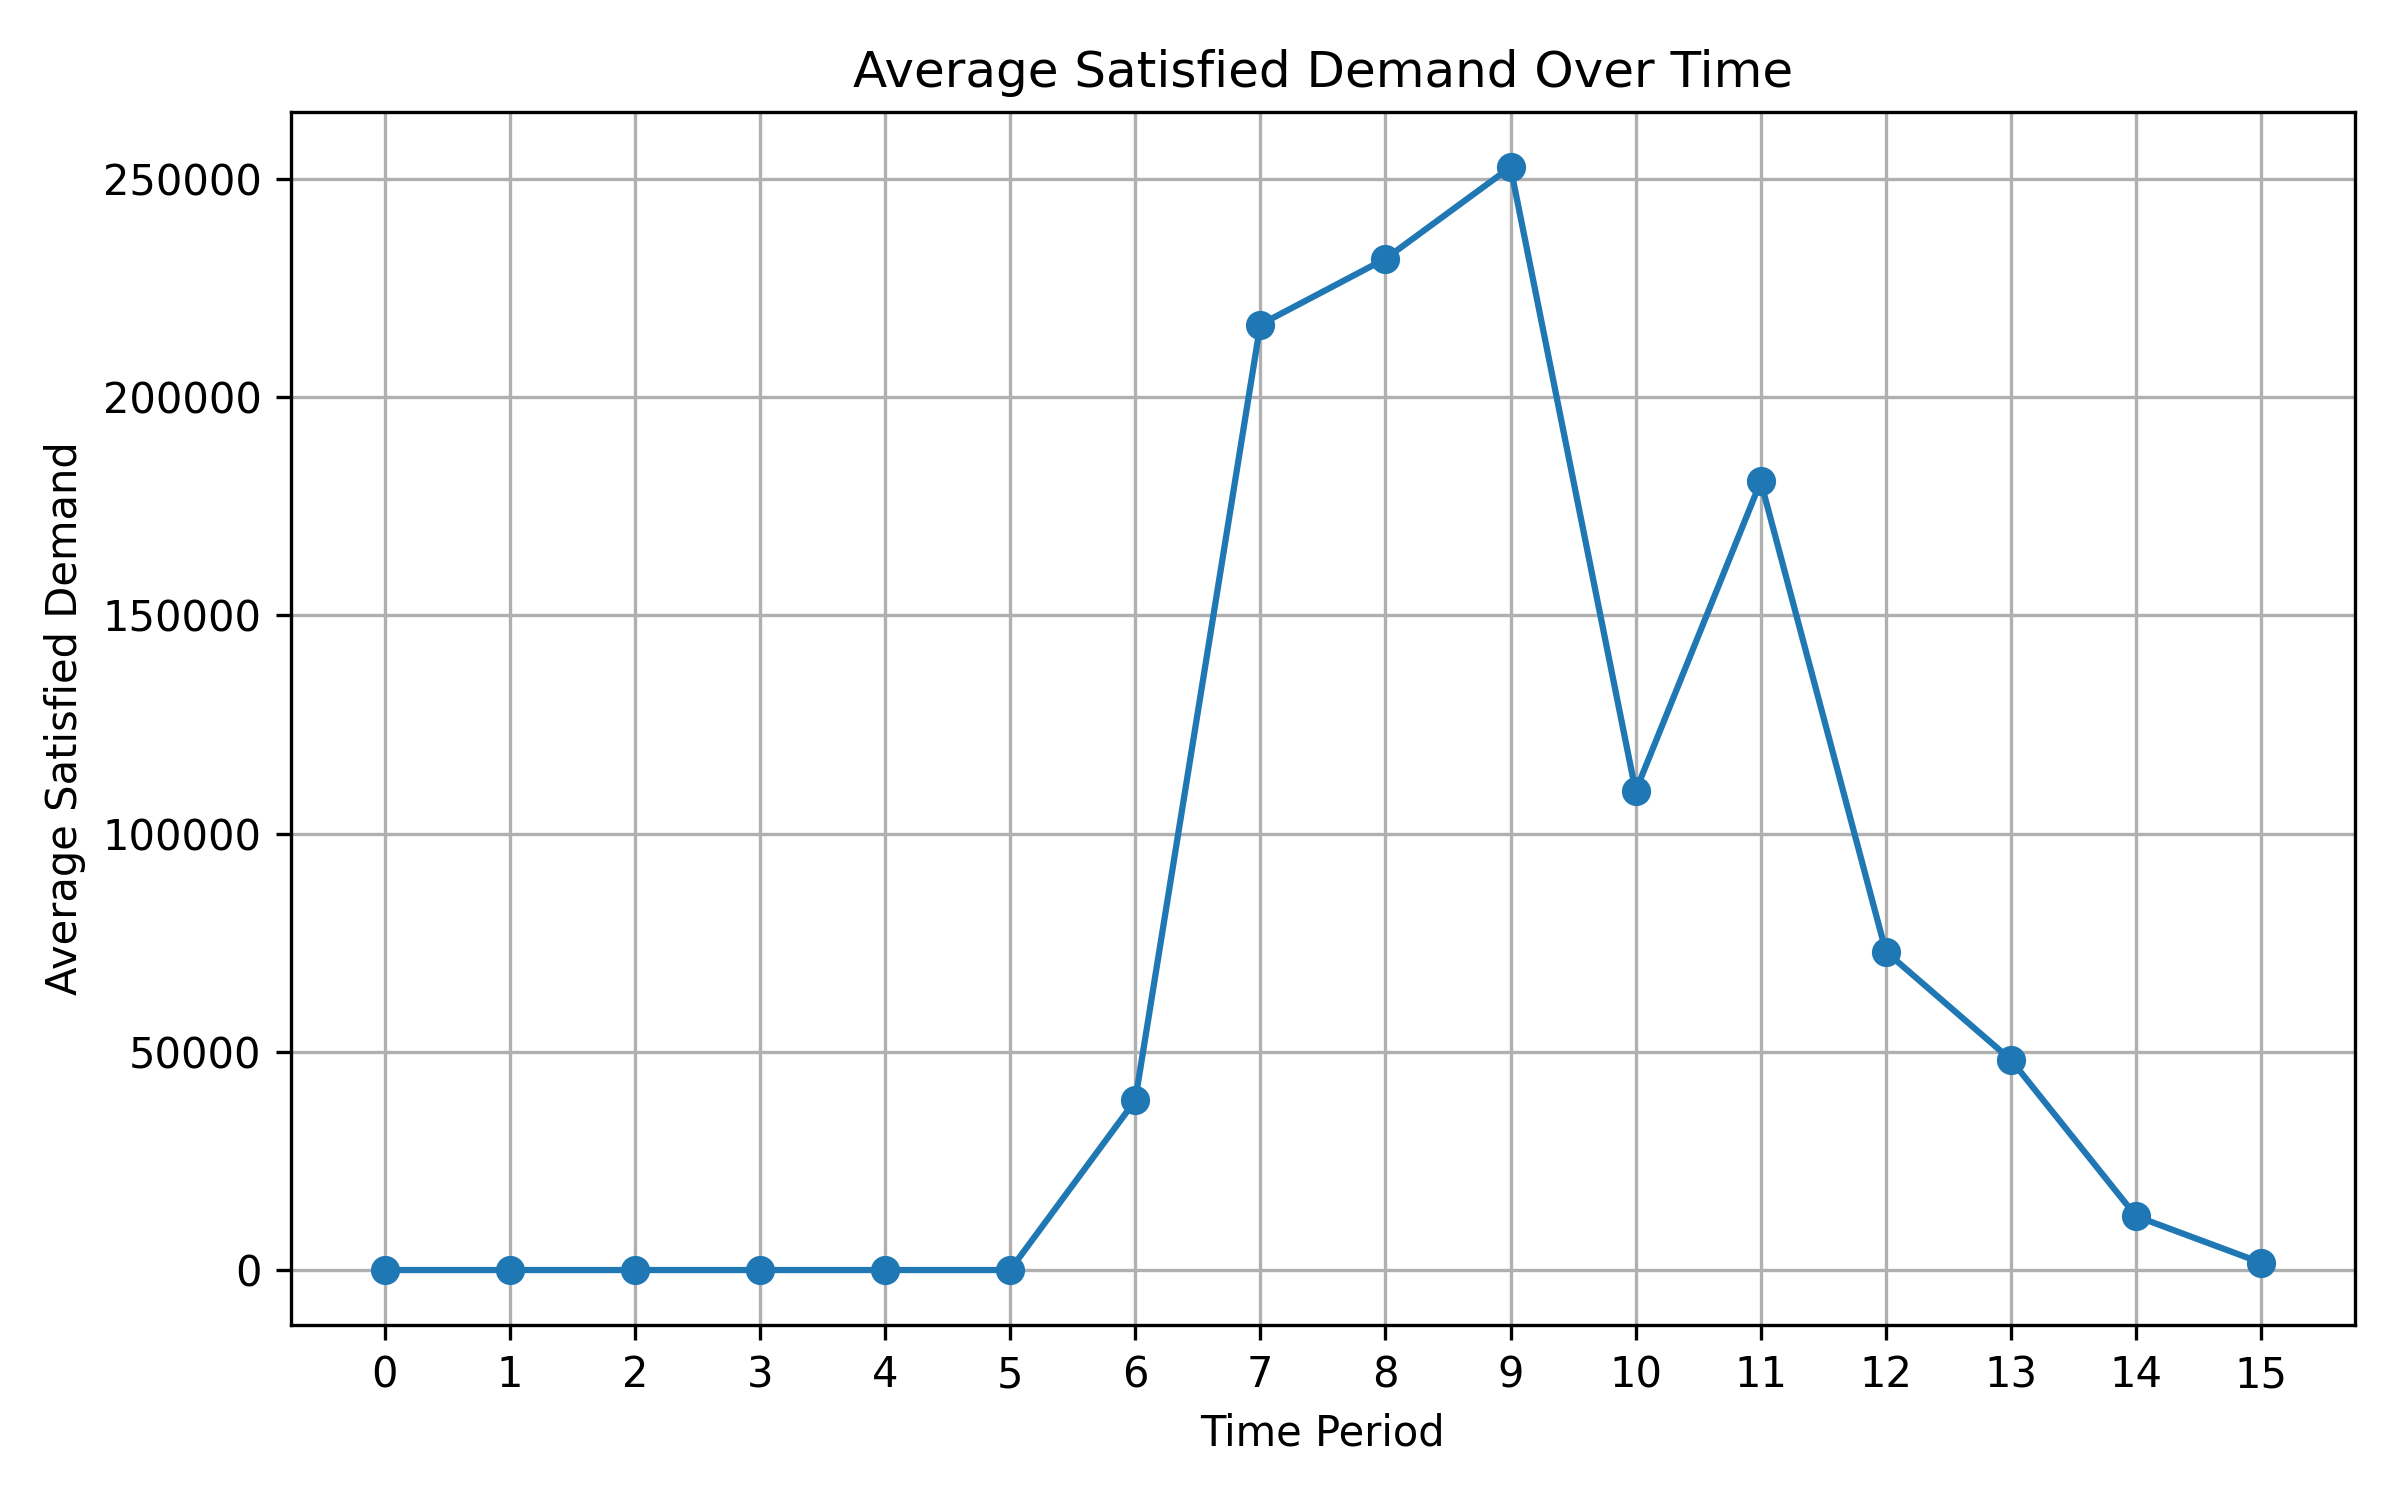 Average Satisfied Demand Over Time
Average Satisfied Demand
250000
200000
150000
100000
50000
0
0 1 2 3 4 5 6 7 8 9 10 11 12 13 14 15
Time Period